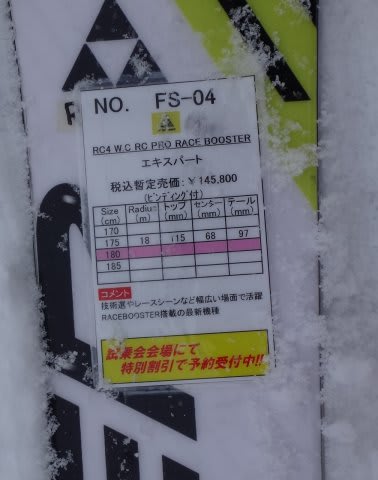 NO. FS-04
RC4 W.C RC PRO RACE BOOSTER
エキスパート
税込暫定売価：￥145,800
(ビンディング付)
Size (cm) Radius (m) トップ (mm) センター (mm) テール (mm)
170
175 18 115 68 97
180
185
コメント
技術選やレースシーンなど幅広い場面で活躍
RACEBOOSTER搭載の最新機種
試乗会会場にて
特別割引で予約受付中!!